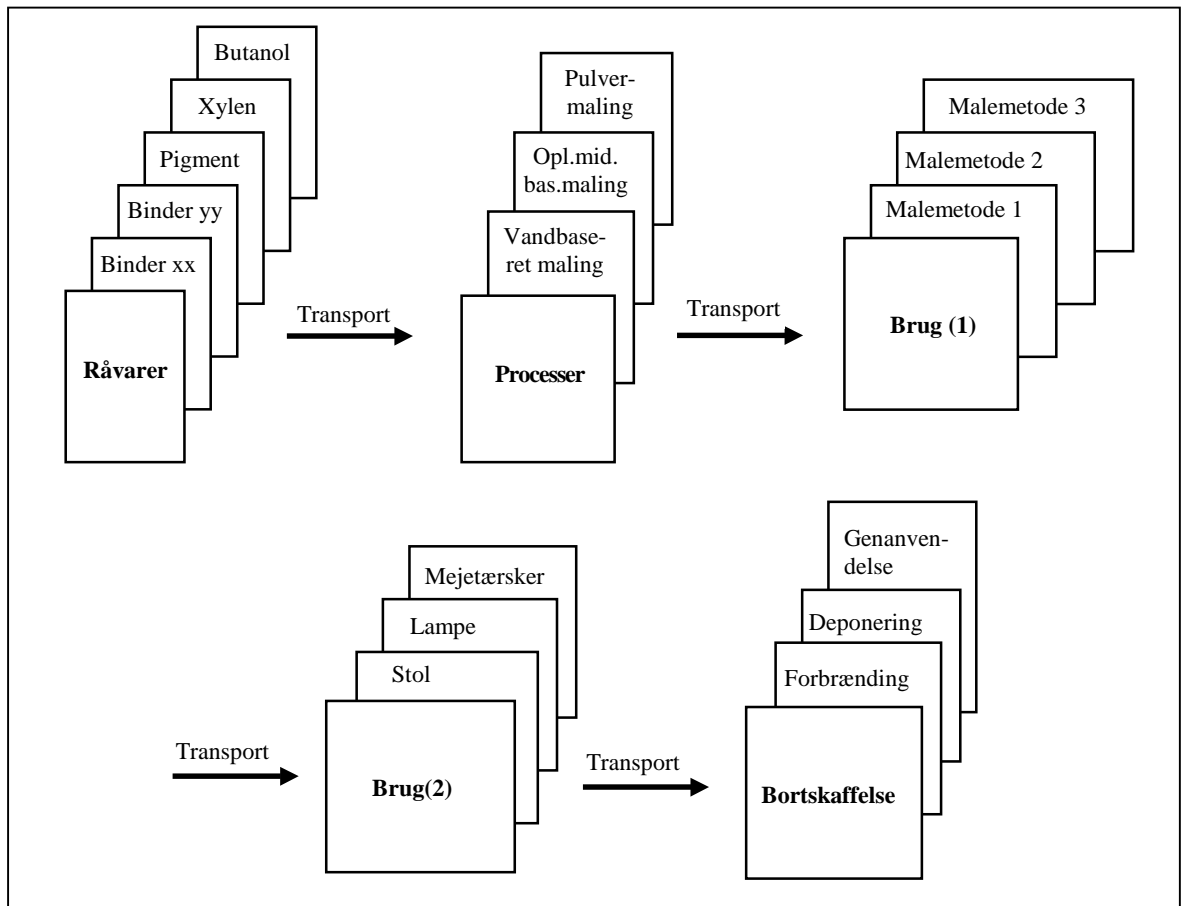 Butanol
Xylen
Pigment
Binder yy
Binder xx
Råvarer
Transport
Pulver-
maling
Opl.mid.
bas.maling
Vandbase-
ret maling
Processer
Transport
Malemetode 3
Malemetode 2
Malemetode 1
Brug (1)
Transport
Mejetærsker
Lampe
Stol
Brug(2)
Transport
Genanven-
delse
Deponering
Forbrænding
Bortskaffelse